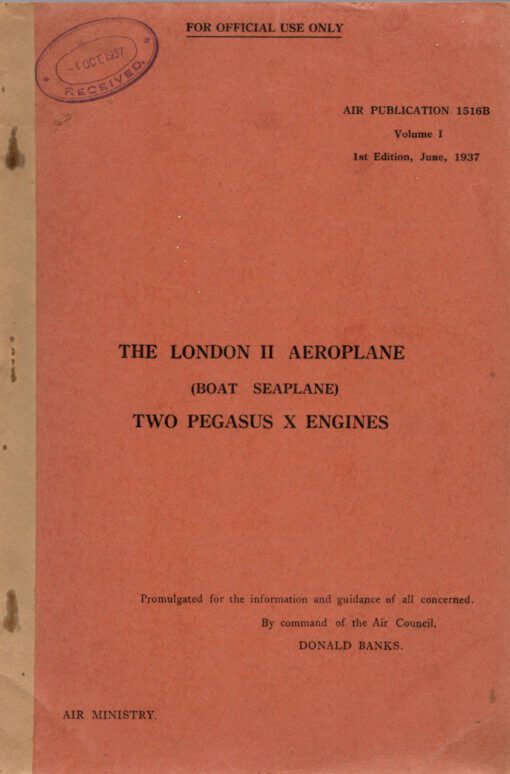 FOR OFFICIAL USE ONLY
4 OCT. 1937
RECEIVED
AIR PUBLICATION 1516B
Volume I
1st Edition, June, 1937
THE LONDON II AEROPLANE
(BOAT SEAPLANE)
TWO PEGASUS X ENGINES
Promulgated for the information and guidance of all concerned.
By command of the Air Council,
DONALD BANKS.
AIR MINISTRY.